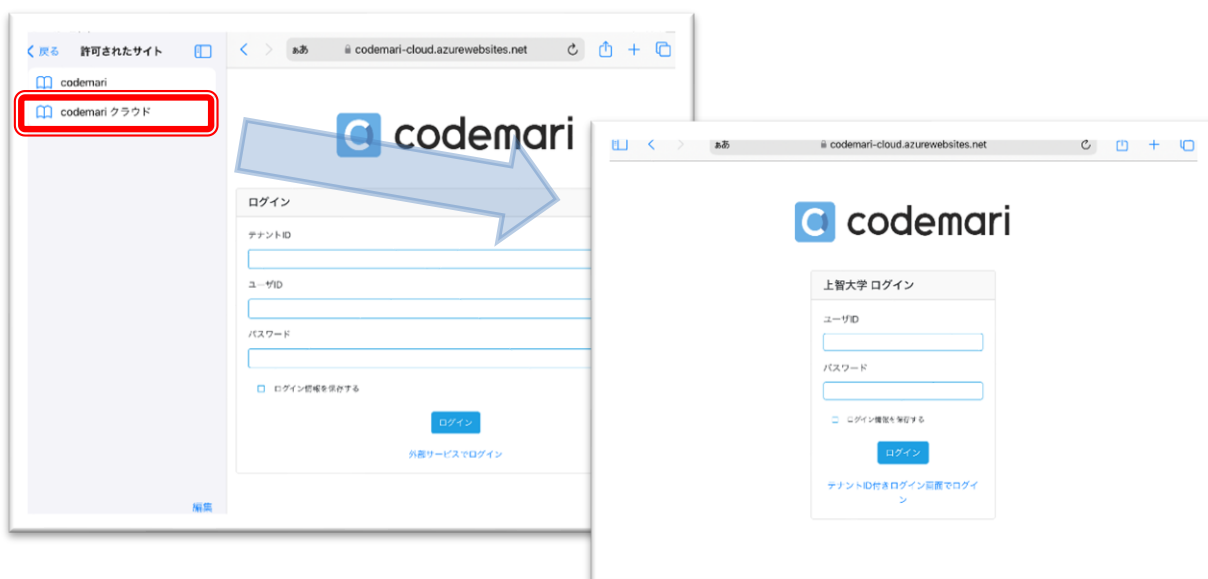 戻る 許可されたサイト
codemari
codemari クラウド
編集
ぁあ codemari-cloud.azurewebsites.net
codemari
ログイン
テナントID
ユーザID
パスワード
ログイン情報を保存する
ログイン
外部サービスでログイン
ぁあ codemari-cloud.azurewebsites.net
codemari
上智大学 ログイン
ユーザID
パスワード
ログイン情報を保存する
ログイン
テナントID付きログイン画面でログイ
ン